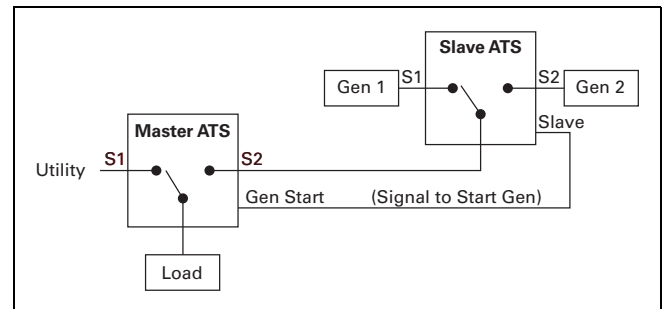 Slave ATS
Gen 1
S1
S2
Gen 2
Slave
Master ATS
Utility
S1
S2
Gen Start
(Signal to Start Gen)
Load